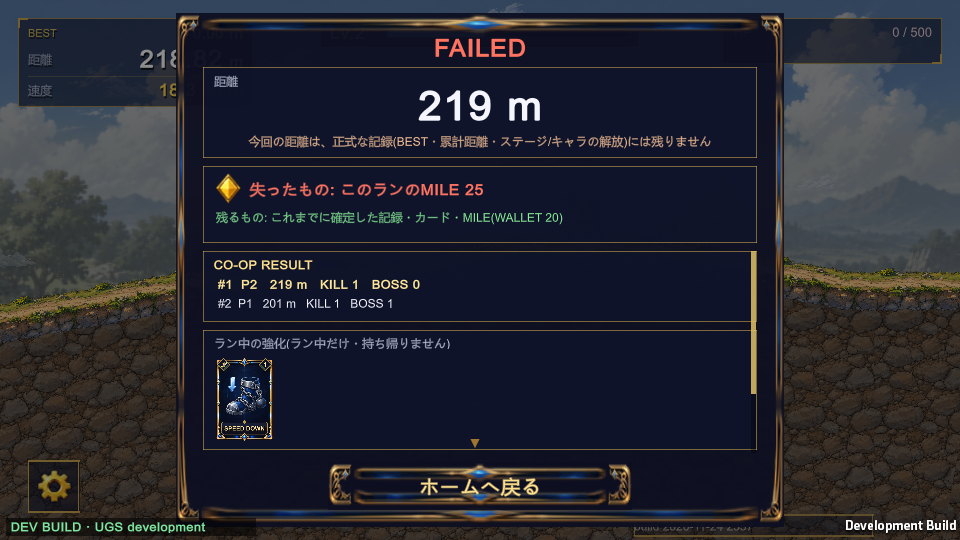 FAILED
BEST
0 / 500
距離
218
速度
18
距離
219 m
今回の距離は、正式な記録(BEST・累計距離・ステージ/キャラの解放)には残りません
失ったもの: このランのMILE 25
残るもの: これまでに確定した記録・カード・MILE(WALLET 20)
CO-OP RESULT
#1 P2 219 m KILL 1 BOSS 0
#2 P1 201 m KILL 1 BOSS 1
ラン中の強化(ラン中だけ・持ち帰りません)
SPEED DOWN
ホームへ戻る
DEV BUILD・UGS development
Development Build